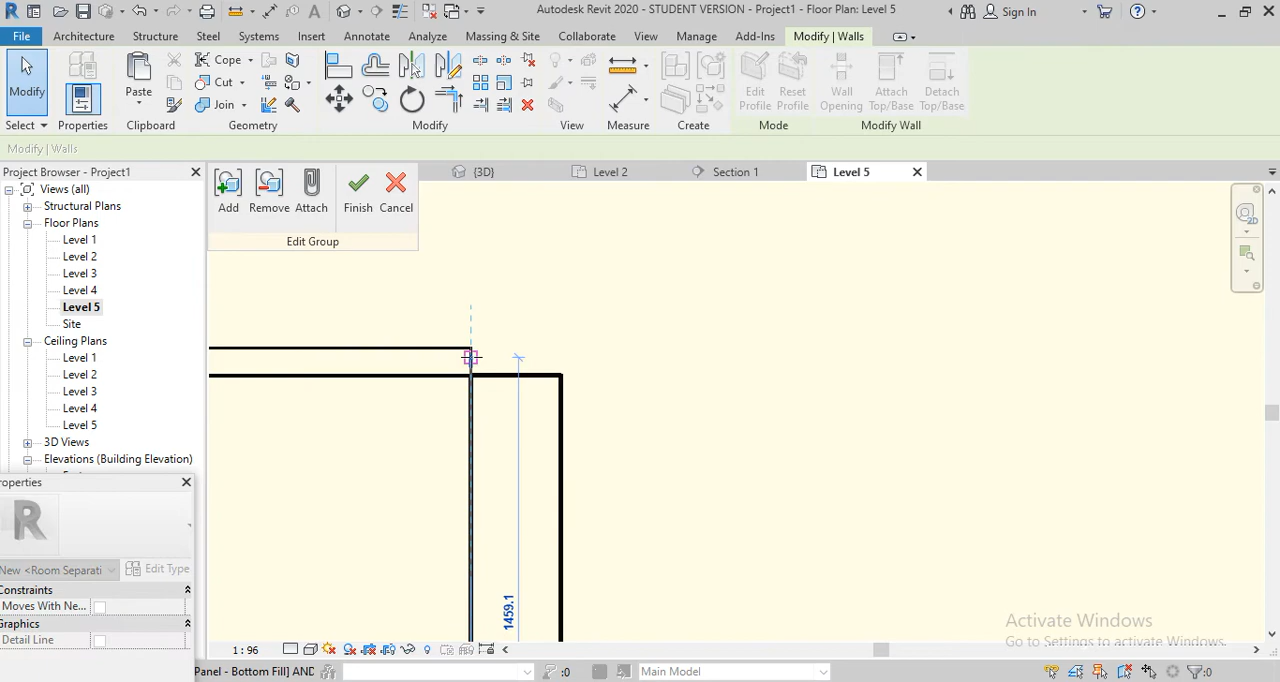 Autodesk Revit 2020 - STUDENT VERSION - Project1 - Floor Plan: Level 5
Sign In
File Architecture Structure Steel Systems Insert Annotate Analyze Massing & Site Collaborate View Manage Add-Ins Modify | Walls
Modify
Paste
Cope
Cut
Join
Edit Profile
Reset Profile
Wall Opening
Attach Top/Base
Detach Top/Base
Select Properties Clipboard Geometry Modify View Measure Create Mode Modify Wall
Modify | Walls
Project Browser - Project1
{3D} Level 2 Section 1 Level 5
Views (all)
Structural Plans
Floor Plans
Level 1
Level 2
Level 3
Level 4
Level 5
Site
Ceiling Plans
Level 1
Level 2
Level 3
Level 4
Level 5
3D Views
Elevations (Building Elevation)
Add Remove Attach Finish Cancel
Edit Group
2D
1459.1
roperties
R
New <Room Separati
Edit Type
Constraints
Moves With Ne...
Graphics
Detail Line
1 : 96
Panel - Bottom Fill] AND
:0
Main Model
:0
Activate Windows
Go to Settings to activate Windows.